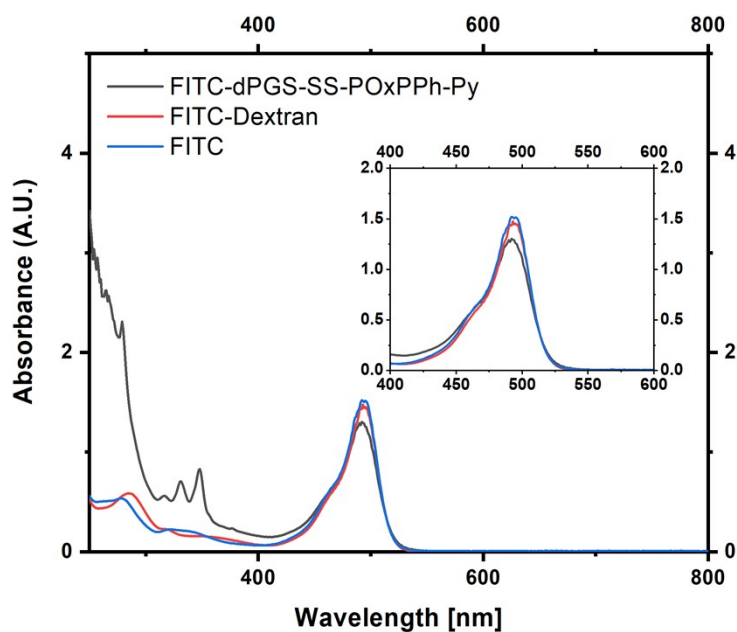 400 600 800
FITC-dPGS-SS-POxPPh-Py
FITC-Dextran
FITC
400 450 500 550 600
2.0 2.0
1.5 1.5
1.0 1.0
0.5 0.5
0.0 0.0
400 450 500 550 600
4 4
2 2
0 0
400 600 800
Absorbance (A.U.)
Wavelength [nm]